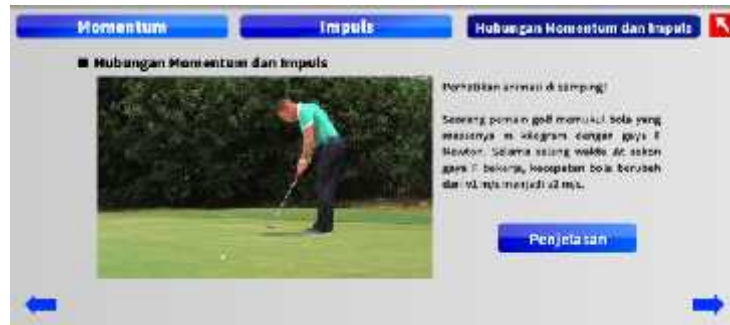 Momentum
Impuls
Hubungan Momentum dan Impuls
Hubungan Momentum dan Impuls
Perhatikan animasi di samping!
Seorang pemain golf memukul bola yang
massanya m kilogram dengan gaya F
Newton. Selama selang waktu Δt sekon
gaya F bekerja, kecepatan bola berubah
dari v1 m/s menjadi v2 m/s.
Penjelasan